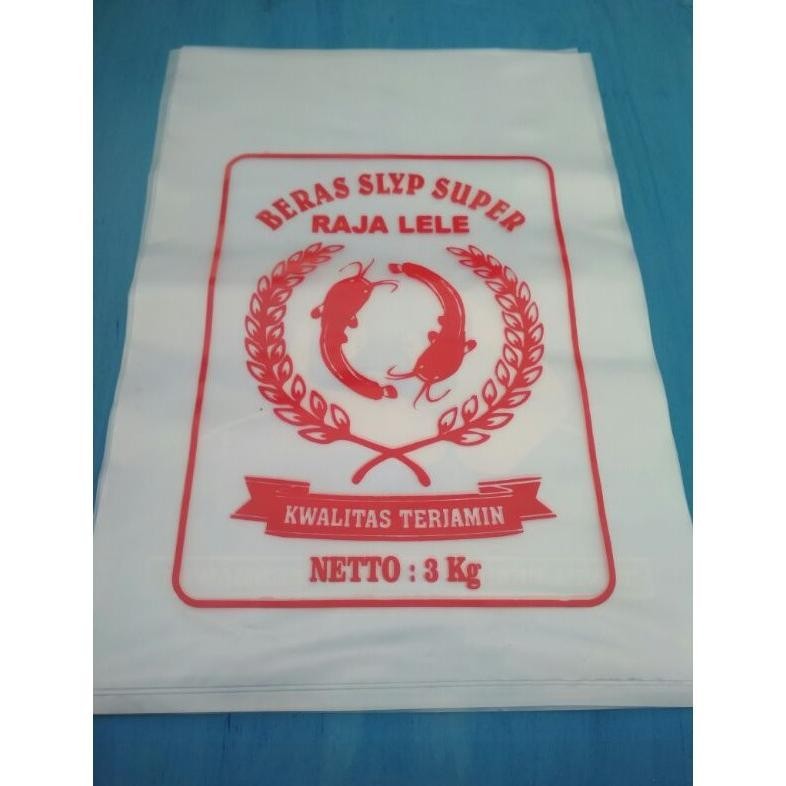 BERAS SLYP SUPER
RAJA LELE
KWALITAS TERJAMIN
NETTO : 3 Kg